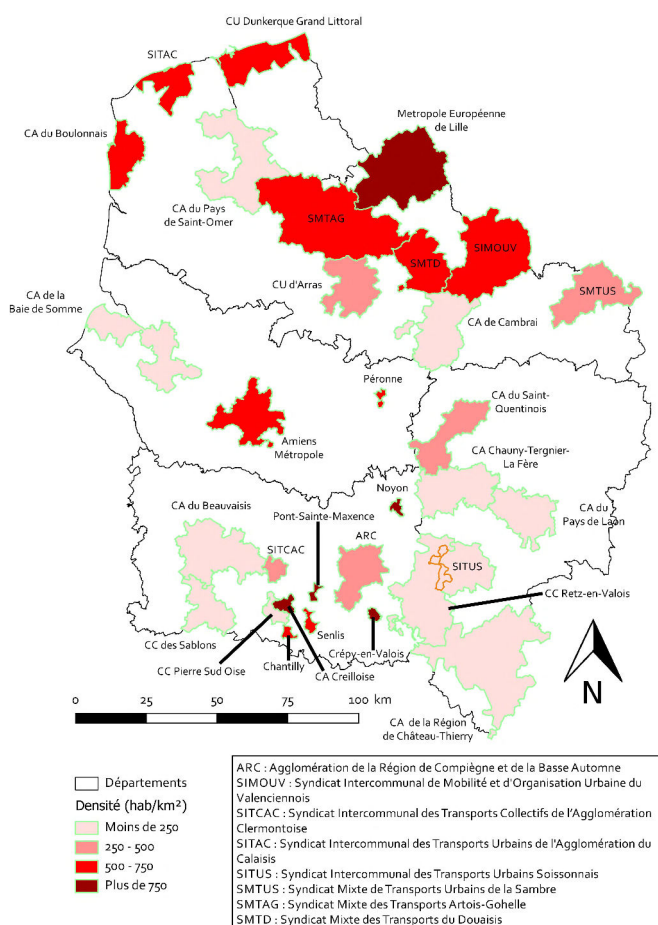 CU Dunkerque Grand Littoral
SITAC
Metropole Européenne
de Lille
CA du Boulonnais
CA du Pays
de Saint-Omer
SMTAG
SIMOUV
SMTD
CU d'Arras
SMTUS
CA de la
Baie de Somme
CA de Cambrai
Péronne
CA du Saint-
Quentinois
Amiens
Métropole
CA Chauny-Tergnier-
La Fère
CA du Beauvaisis
Noyon
Pont-Sainte-Maxence
CA du
Pays de Laon
SITCAC
ARC
SITUS
CC Retz-en-Valois
CC des Sablons
Senlis
Crépy-en-Valois
CC Pierre Sud Oise
Chantilly
CA Creilloise
N
0 25 50 75 100 km
CA de la Région
de Château-Thierry
Départements
Densité (hab/km²)
Moins de 250
250 - 500
500 - 750
Plus de 750
ARC : Agglomération de la Région de Compiègne et de la Basse Automne
SIMOUV : Syndicat Intercommunal de Mobilité et d'Organisation Urbaine du
Valenciennois
SITCAC : Syndicat Intercommunal des Transports Collectifs de l'Agglomération
Clermontoise
SITAC : Syndicat Intercommunal des Transports Urbains de l'Agglomération du
Calaisis
SITUS : Syndicat Intercommunal des Transports Urbains Soissonnais
SMTUS : Syndicat Mixte de Transports Urbains de la Sambre
SMTAG : Syndicat Mixte des Transports Artois-Gohelle
SMTD : Syndicat Mixte des Transports du Douaisis